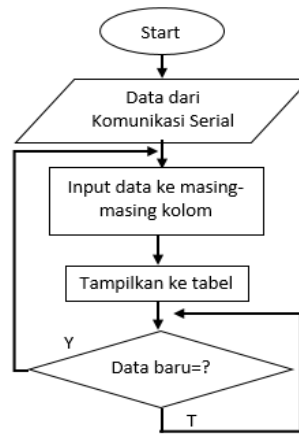 Start
Data dari
Komunikasi Serial
Input data ke masing-
masing kolom
Tampilkan ke tabel
Y
Data baru=?
T